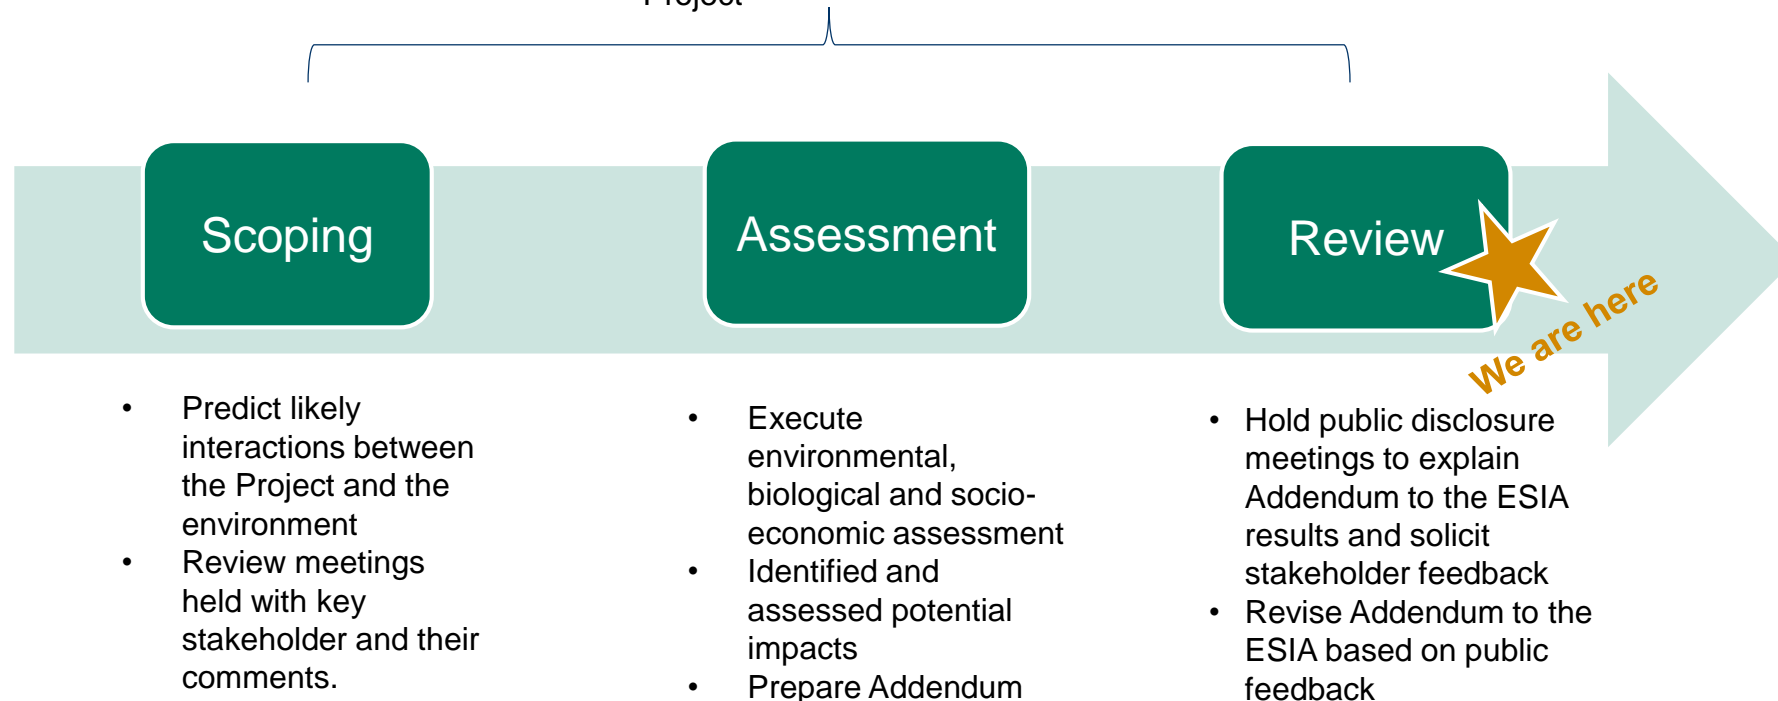 Project
Scoping
Assessment
Review
We are here
• Predict likely
interactions between
the Project and the
environment
• Review meetings
held with key
stakeholder and their
comments.
• Execute
environmental,
biological and socio-
economic assessment
• Identified and
assessed potential
impacts
• Prepare Addendum
• Hold public disclosure
meetings to explain
Addendum to the ESIA
results and solicit
stakeholder feedback
• Revise Addendum to the
ESIA based on public
feedback